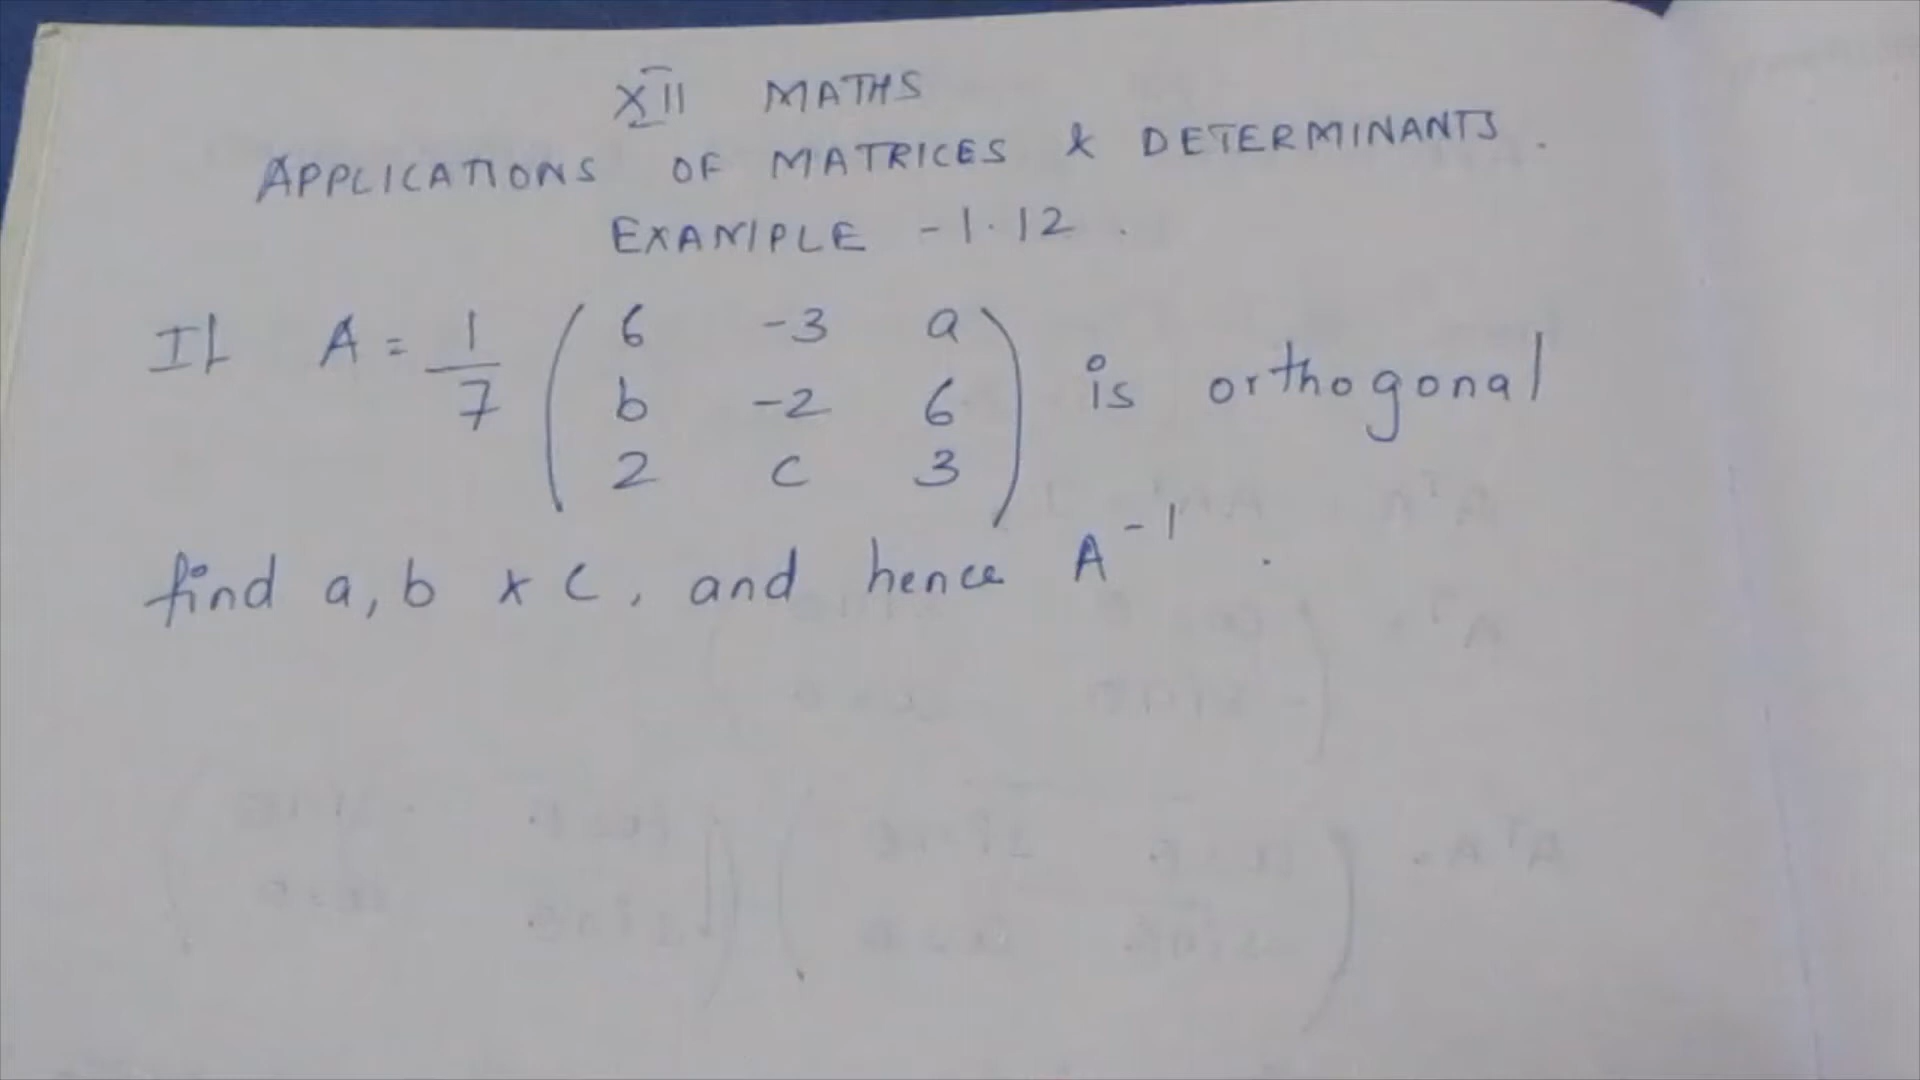 XII MATHS
APPLICATIONS OF MATRICES & DETERMINANTS.
EXAMPLE - 1.12.
If A = 1/7 ( 6 -3 a
b -2 6
2 c 3 ) is orthogonal
find a, b & c, and hence A⁻¹.